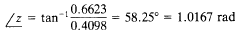 ∠z = tan⁻¹ 0.6623/0.4098 = 58.25° = 1.0167 rad